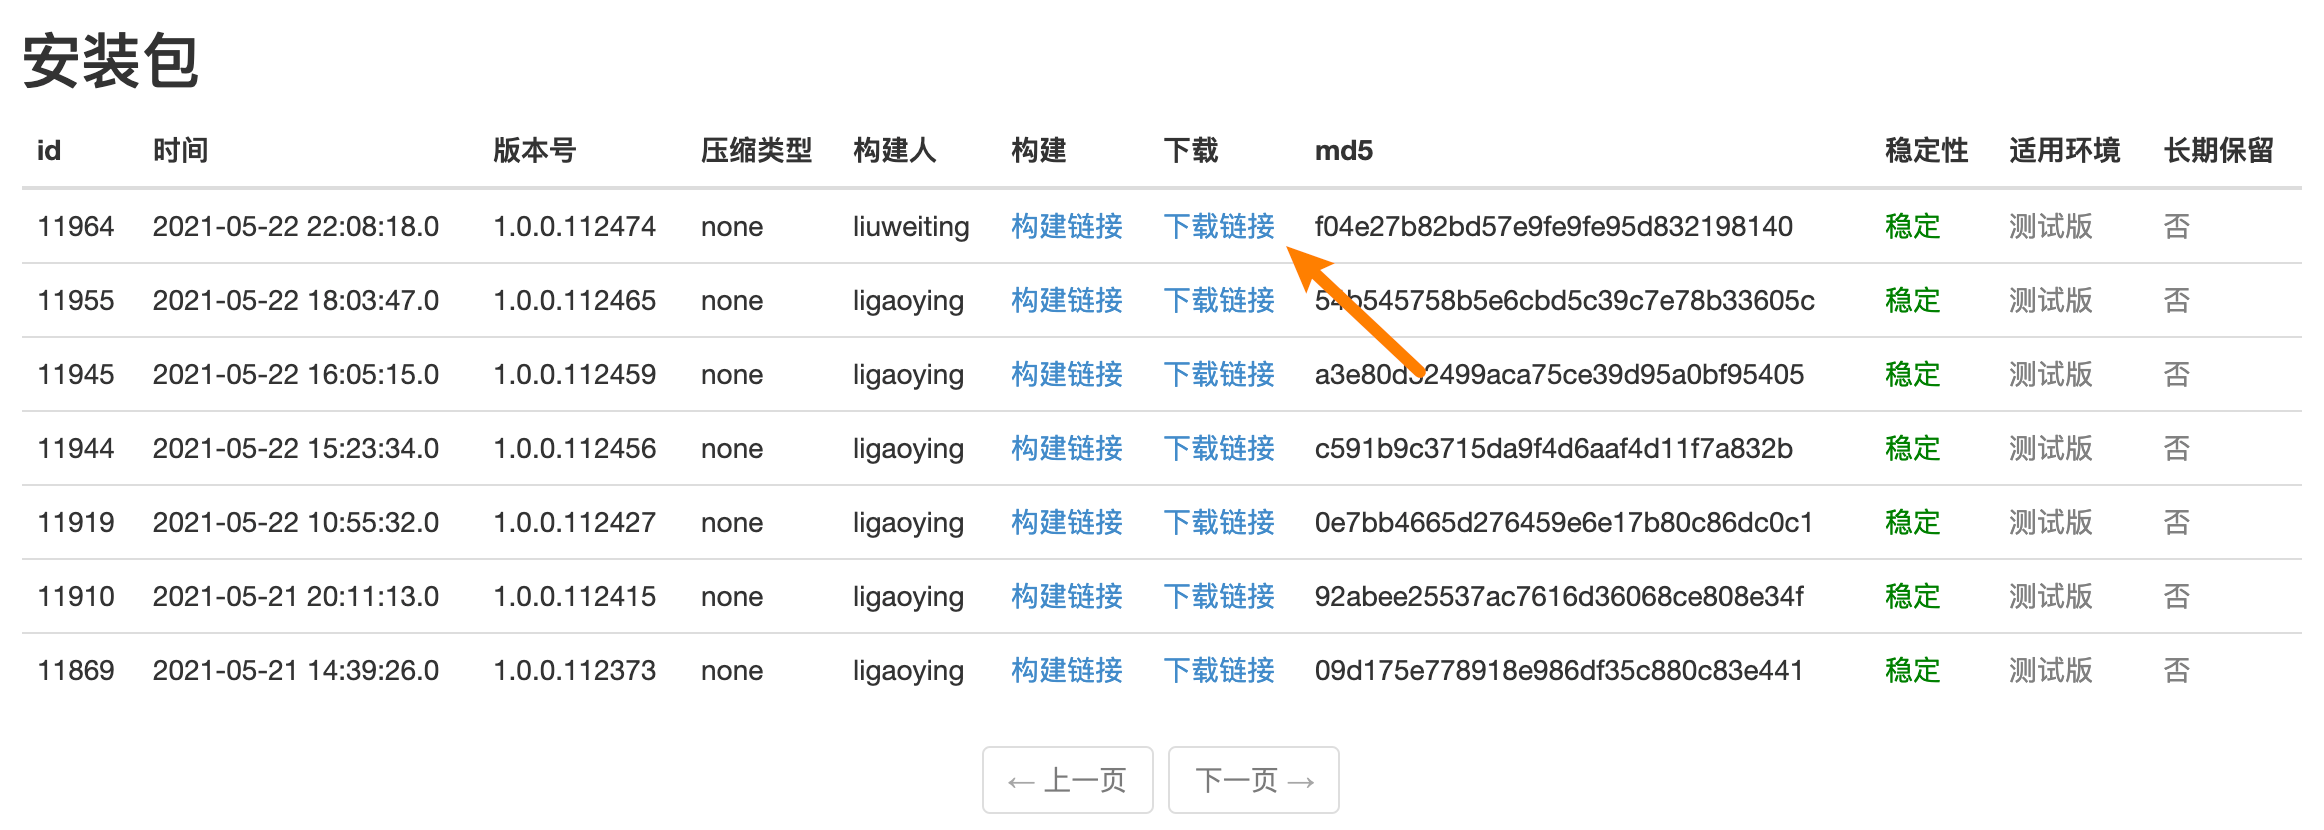 安装包
id 时间 版本号 压缩类型 构建人 构建 下载 md5 稳定性 适用环境 长期保留
11964 2021-05-22 22:08:18.0 1.0.0.112474 none liuweiting 构建链接 下载链接 f04e27b82bd57e9fe9fe95d832198140 稳定 测试版 否
11955 2021-05-22 18:03:47.0 1.0.0.112465 none ligaoying 构建链接 下载链接 54b545758b5e6cbd5c39c7e78b33605c 稳定 测试版 否
11945 2021-05-22 16:05:15.0 1.0.0.112459 none ligaoying 构建链接 下载链接 a3e80d32499aca75ce39d95a0bf95405 稳定 测试版 否
11944 2021-05-22 15:23:34.0 1.0.0.112456 none ligaoying 构建链接 下载链接 c591b9c3715da9f4d6aaf4d11f7a832b 稳定 测试版 否
11919 2021-05-22 10:55:32.0 1.0.0.112427 none ligaoying 构建链接 下载链接 0e7bb4665d276459e6e17b80c86dc0c1 稳定 测试版 否
11910 2021-05-21 20:11:13.0 1.0.0.112415 none ligaoying 构建链接 下载链接 92abee25537ac7616d36068ce808e34f 稳定 测试版 否
11869 2021-05-21 14:39:26.0 1.0.0.112373 none ligaoying 构建链接 下载链接 09d175e778918e986df35c880c83e441 稳定 测试版 否
← 上一页 下一页 →